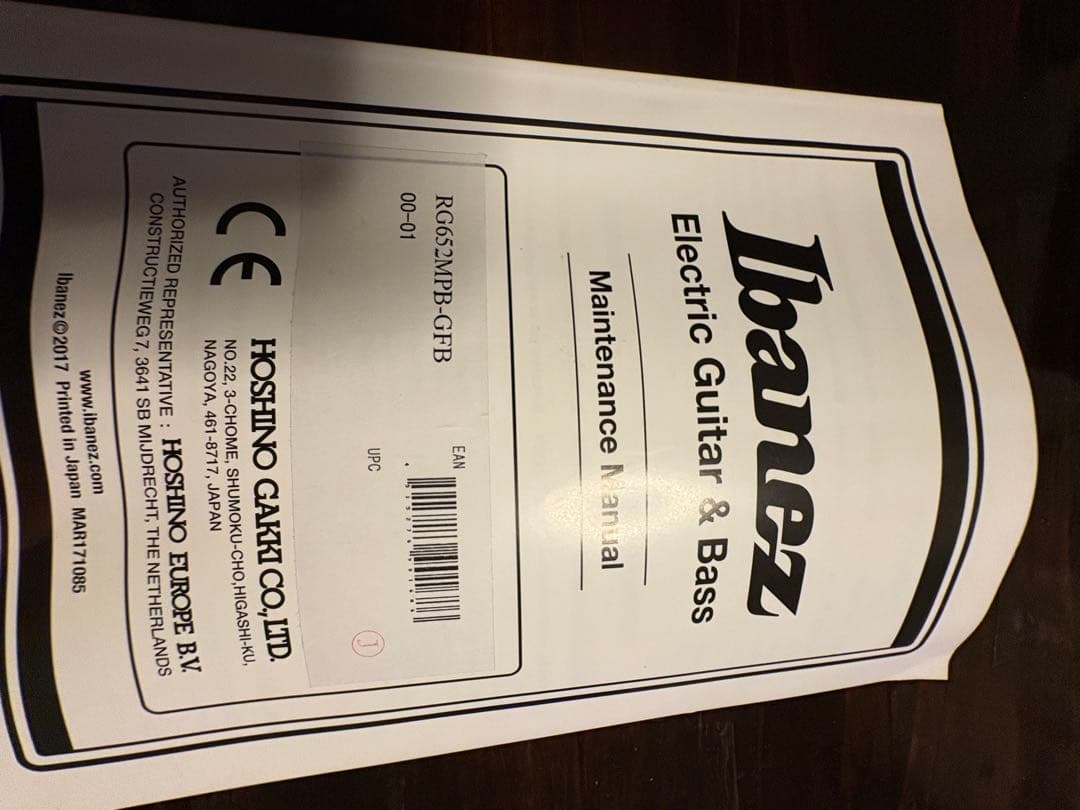 Ibanez
Electric Guitar & Bass
Maintenance Manual
RG652MPB-GFB
00-01
EAN
UPC
J
HOSHINO GAKKI CO.,LTD.
NO.22, 3-CHOME, SHUMOKU-CHO,HIGASHI-KU,
NAGOYA, 461-8717, JAPAN
CE
AUTHORIZED REPRESENTATIVE : HOSHINO EUROPE B.V.
CONSTRUCTIEWEG 7, 3641 SB MIJDRECHT, THE NETHERLANDS
www.ibanez.com
Ibanez©2017 Printed in Japan MAR171085